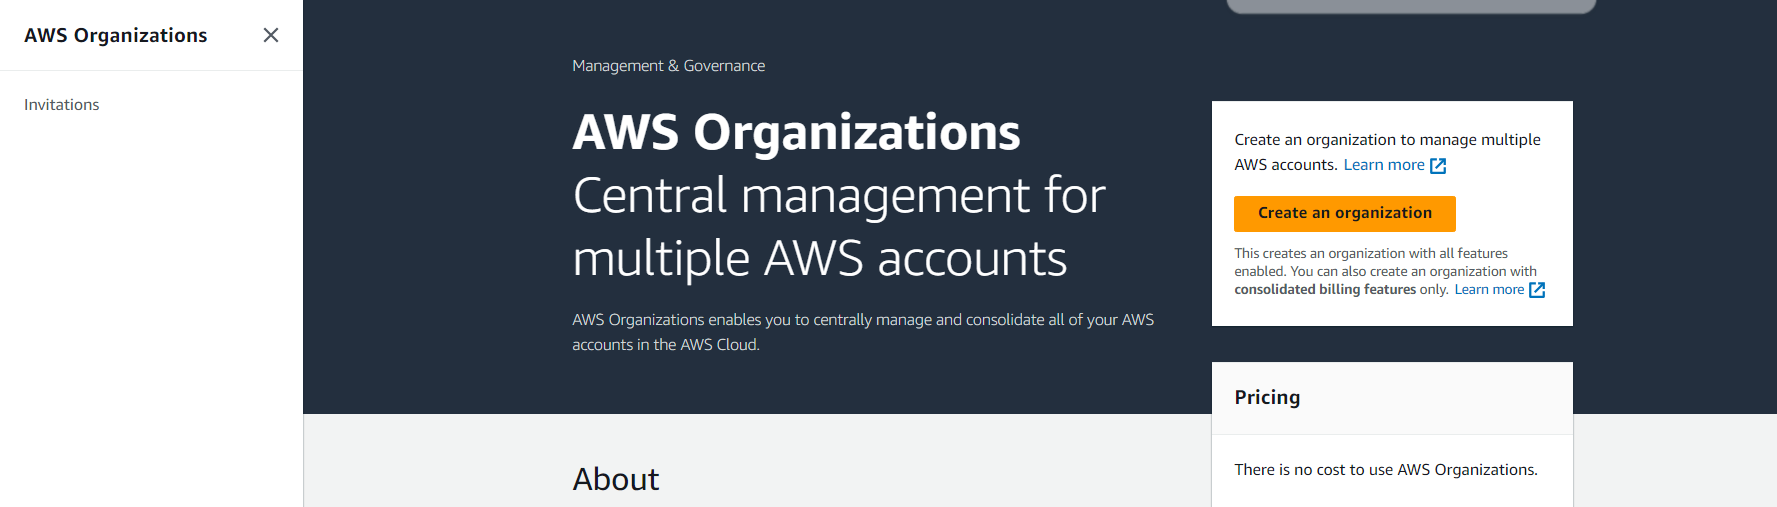 AWS Organizations
Invitations
Management & Governance
AWS Organizations
Central management for
multiple AWS accounts
AWS Organizations enables you to centrally manage and consolidate all of your AWS
accounts in the AWS Cloud.
Create an organization to manage multiple
AWS accounts. Learn more
Create an organization
This creates an organization with all features
enabled. You can also create an organization with
consolidated billing features only. Learn more
Pricing
There is no cost to use AWS Organizations.
About